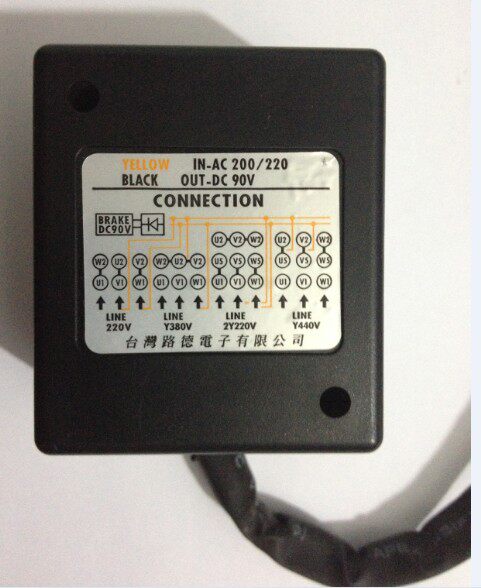 YELLOW IN-AC 200/220
BLACK OUT-DC 90V
CONNECTION
BRAKE
DC90V
U2 V2 W2 U2 V2 W2
W2 U2 V2 W2 U2 V2 U5 V5 W5 U5 V5 W5
U1 V1 W1 U1 V1 W1 U1 V1 W1 U1 V1 W1
LINE LINE LINE LINE
220V Y380V 2Y220V Y440V
台灣路德電子有限公司